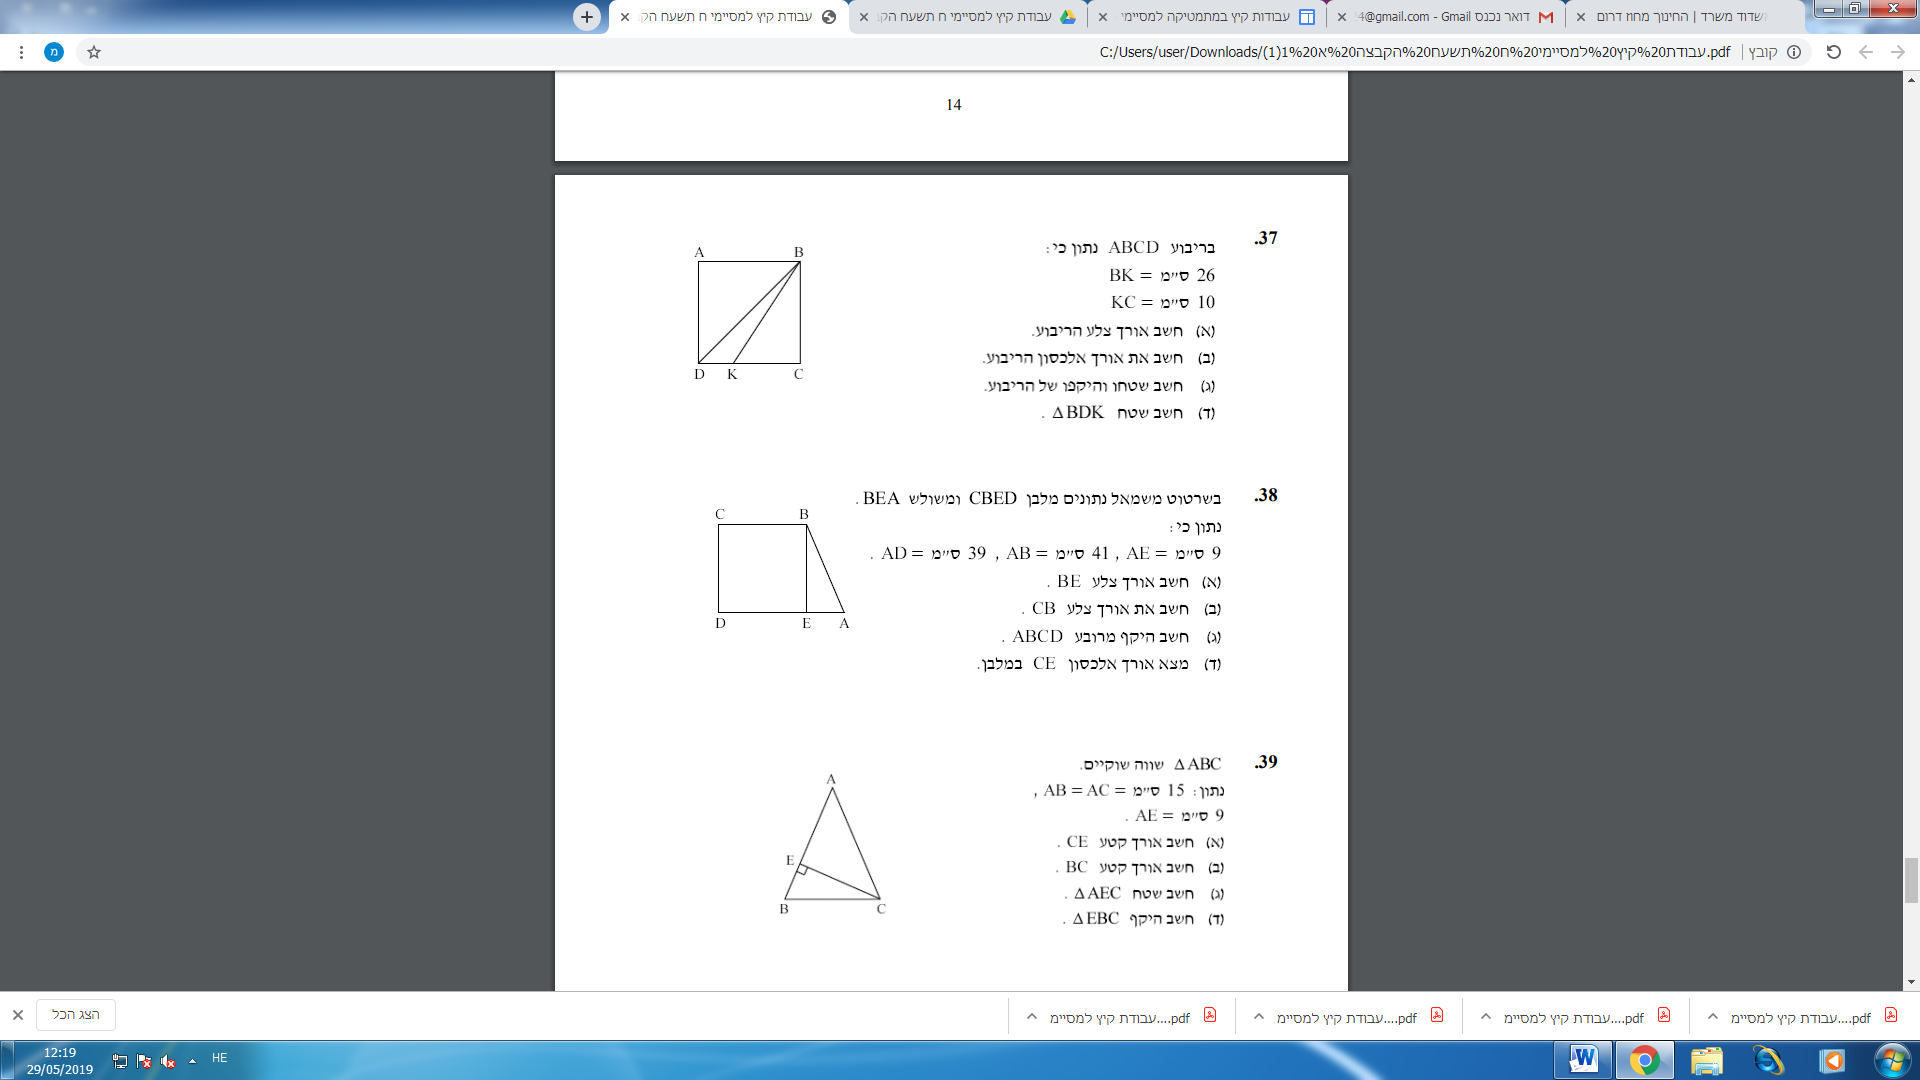 עבודת קיץ למסיימי ח תשעח הקב
עבודת קיץ למסיימי ח תשעח הקב
עבודות קיץ במתמטיקה למסיימי
דואר נכנס - 4@gmail.com - Gmail
שדוד משרד | החינוך מחוז דרום
קובץ | C:/Users/user/Downloads/(1)1%20עבודת%20קיץ%20למסיימי%20ח%20תשעח%20הקבצה%20א.pdf
מ
14
.37
בריבוע ABCD נתון כי:
BK = 26 ס״מ
KC = 10 ס״מ
(א) חשב אורך צלע הריבוע.
(ב) חשב את אורך אלכסון הריבוע.
(ג) חשב שטחו והיקפו של הריבוע.
(ד) חשב שטח ΔBDK .
A B
D K C
.38
בשרטוט משמאל נתונים מלבן CBED ומשולש BEA .
נתון כי:
AE = 9 ס״מ , AB = 41 ס״מ , AD = 39 ס״מ .
(א) חשב אורך צלע BE .
(ב) חשב את אורך צלע CB .
(ג) חשב היקף מרובע ABCD .
(ד) מצא אורך אלכסון CE במלבן.
C B
D E A
.39
ΔABC שווה שוקיים.
נתון: AB = AC = 15 ס״מ ,
AE = 9 ס״מ .
(א) חשב אורך קטע CE .
(ב) חשב אורך קטע BC .
(ג) חשב שטח ΔAEC .
(ד) חשב היקף ΔEBC .
A
E
B C
הצג הכל
עבודת קיץ למסיימ....pdf
עבודת קיץ למסיימ....pdf
עבודת קיץ למסיימ....pdf
עבודת קיץ למסיימ....pdf
12:19
29/05/2019
HE